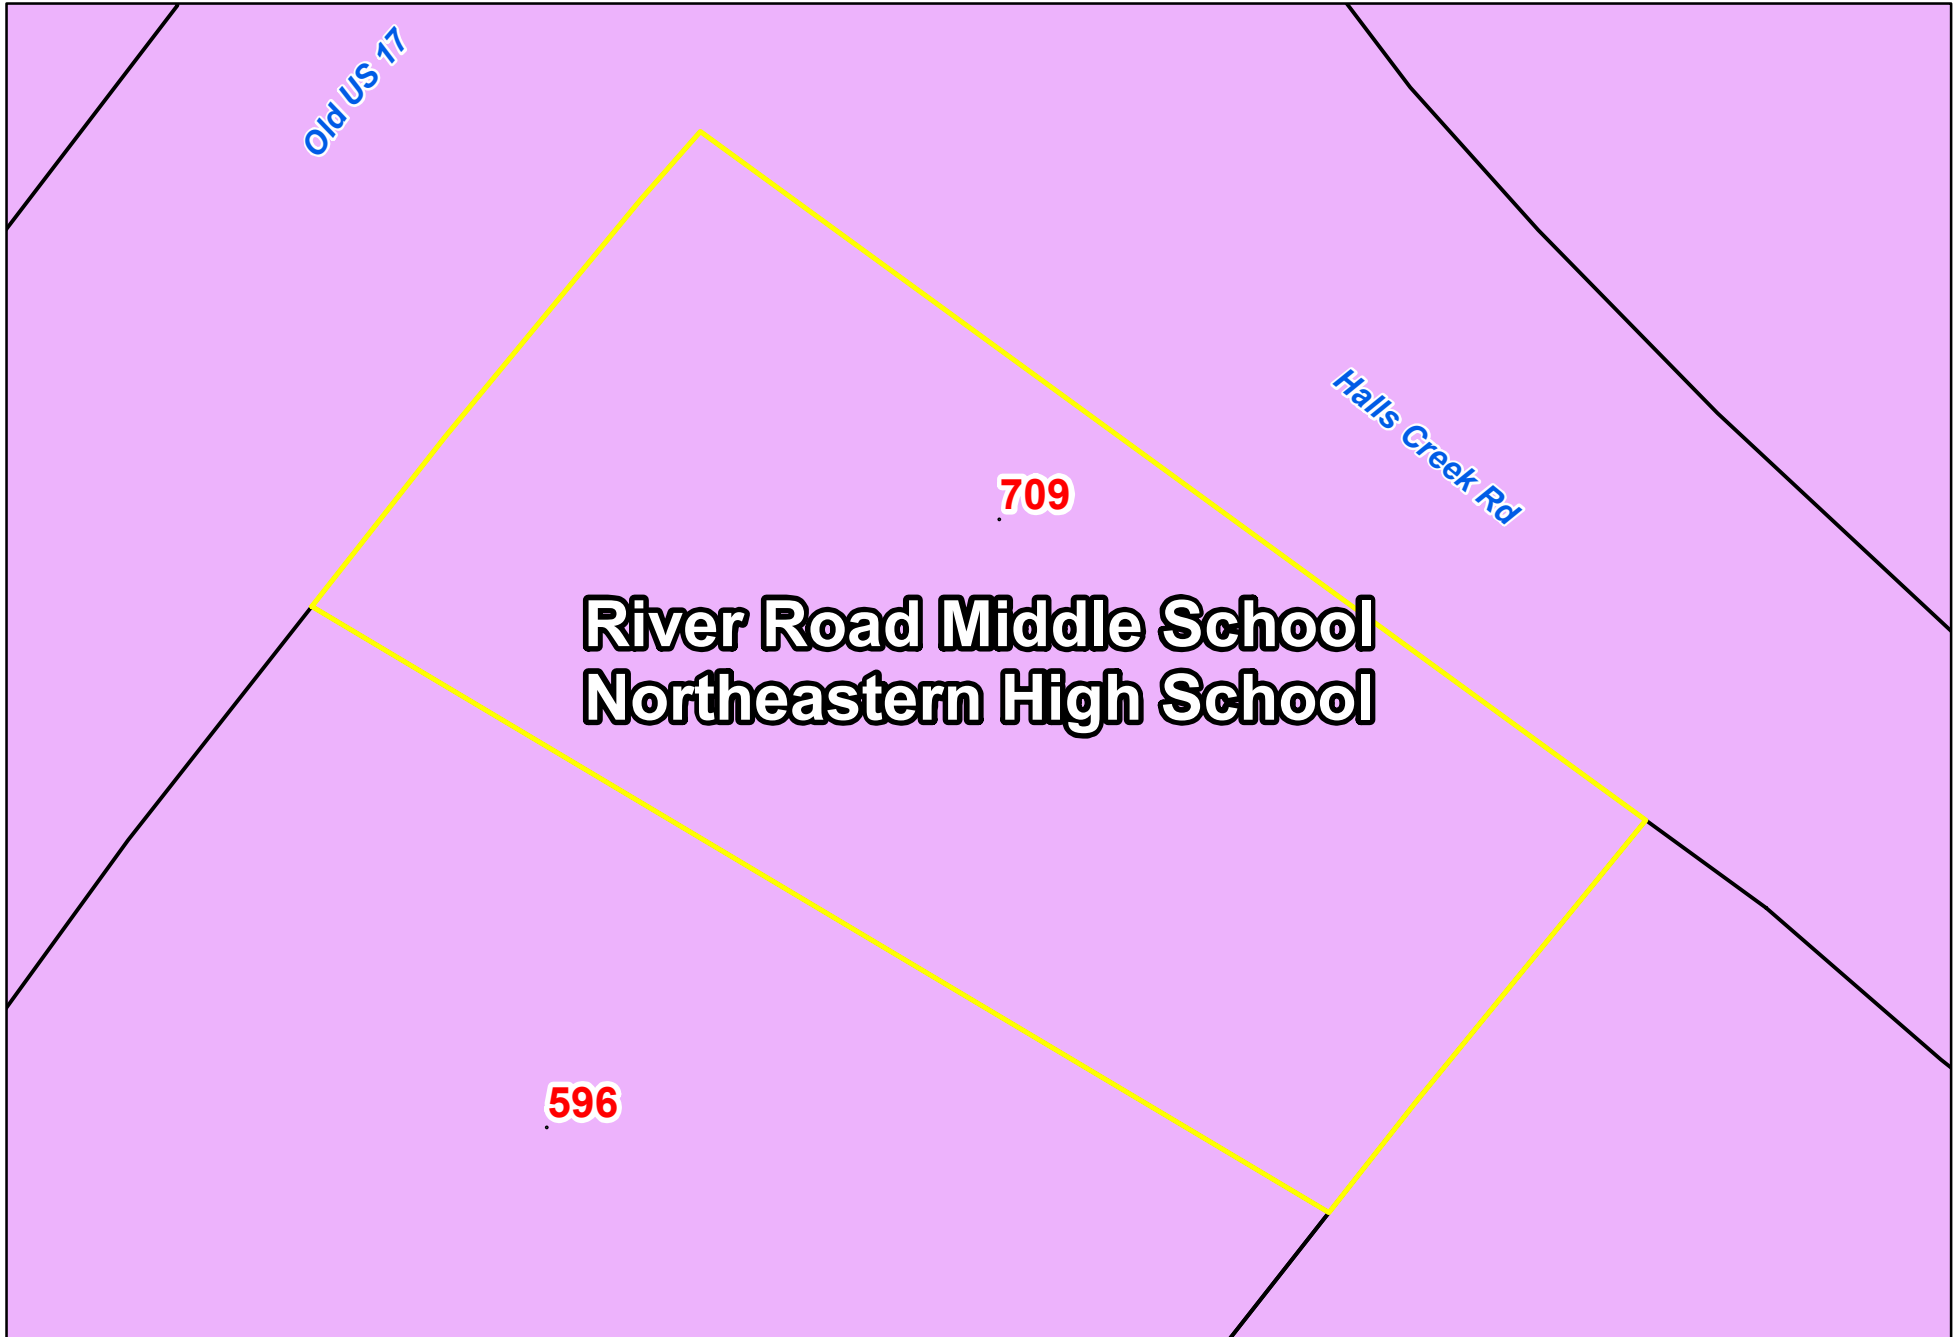 Old US 17
Halls Creek Rd
709
River Road Middle School
Northeastern High School
596